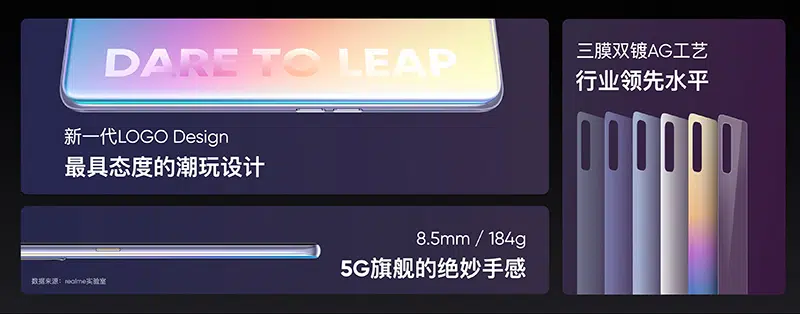 DARE TO LEAP
新一代LOGO Design
最具态度的潮玩设计
三膜双镀AG工艺
行业领先水平
8.5mm / 184g
5G旗舰的绝妙手感
数据来源：realme实验室